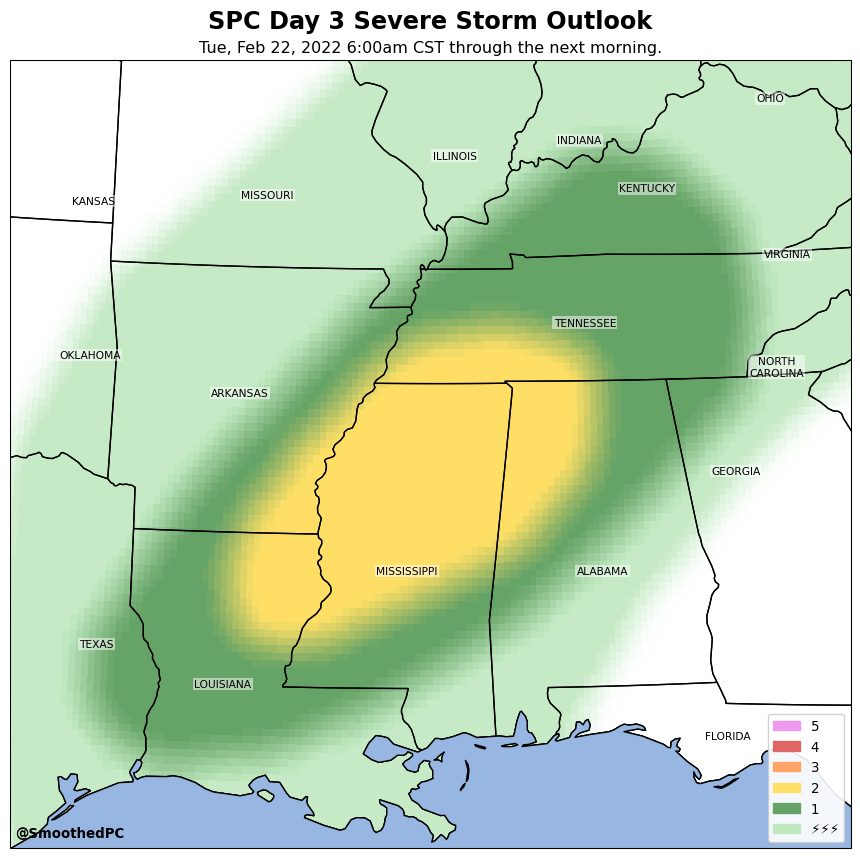 SPC Day 3 Severe Storm Outlook
Tue, Feb 22, 2022 6:00am CST through the next morning.
OHIO
INDIANA
ILLINOIS
KENTUCKY
MISSOURI
KANSAS
VIRGINIA
TENNESSEE
OKLAHOMA
NORTH
CAROLINA
ARKANSAS
GEORGIA
MISSISSIPPI
ALABAMA
TEXAS
LOUISIANA
FLORIDA
5
4
3
2
1
⚡⚡⚡
@SmoothedPC